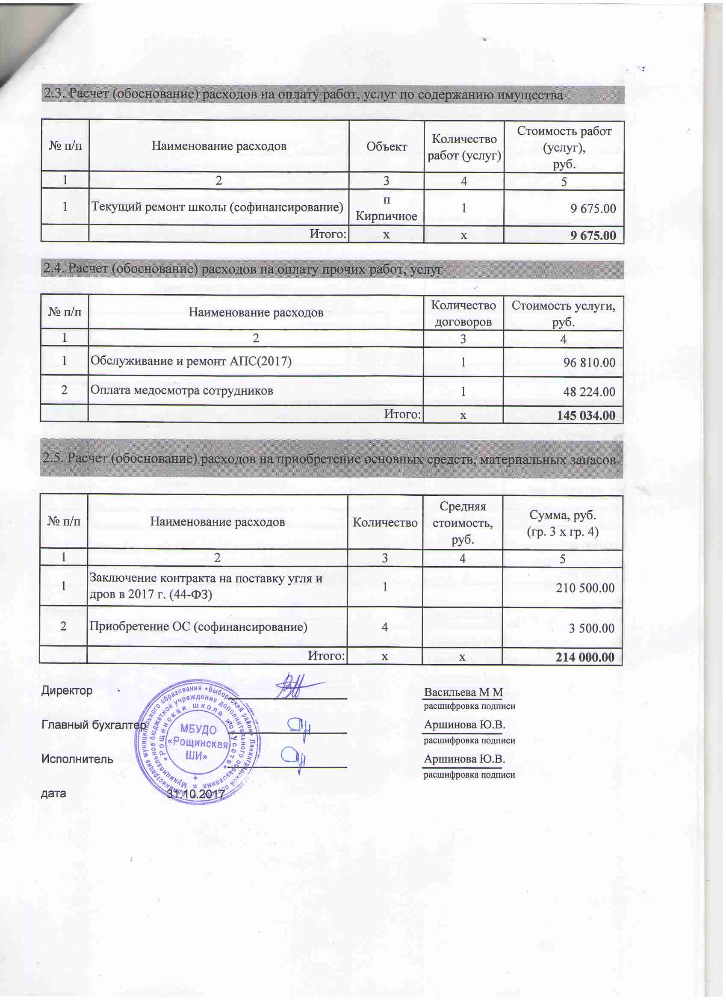 2.3. Расчет (обоснование) расходов на оплату работ, услуг по содержанию имущества
№ п/п Наименование расходов Объект Количество работ (услуг) Стоимость работ (услуг), руб.
1 2 3 4 5
1 Текущий ремонт школы (софинансирование) п Кирпичное 1 9 675.00
Итого: х х 9 675.00
2.4. Расчет (обоснование) расходов на оплату прочих работ, услуг
№ п/п Наименование расходов Количество договоров Стоимость услуги, руб.
1 2 3 4
1 Обслуживание и ремонт АПС(2017) 1 96 810.00
2 Оплата медосмотра сотрудников 1 48 224.00
Итого: х 145 034.00
2.5. Расчет (обоснование) расходов на приобретение основных средств, материальных запасов
№ п/п Наименование расходов Количество Средняя стоимость, руб. Сумма, руб. (гр. 3 х гр. 4)
1 2 3 4 5
1 Заключение контракта на поставку угля и дров в 2017 г. (44-ФЗ) 1 210 500.00
2 Приобретение ОС (софинансирование) 4 3 500.00
Итого: х х 214 000.00
Директор Васильева М М
расшифровка подписи
Главный бухгалтер Аршинова Ю.В.
расшифровка подписи
Исполнитель Аршинова Ю.В.
расшифровка подписи
дата 31.10.2017
Администрация муниципального образования «Выборгский район» Ленинградской области
Муниципальное бюджетное учреждение дополнительного образования
«Рощинская школа искусств»
МБУДО
«Рощинская
ШИ»